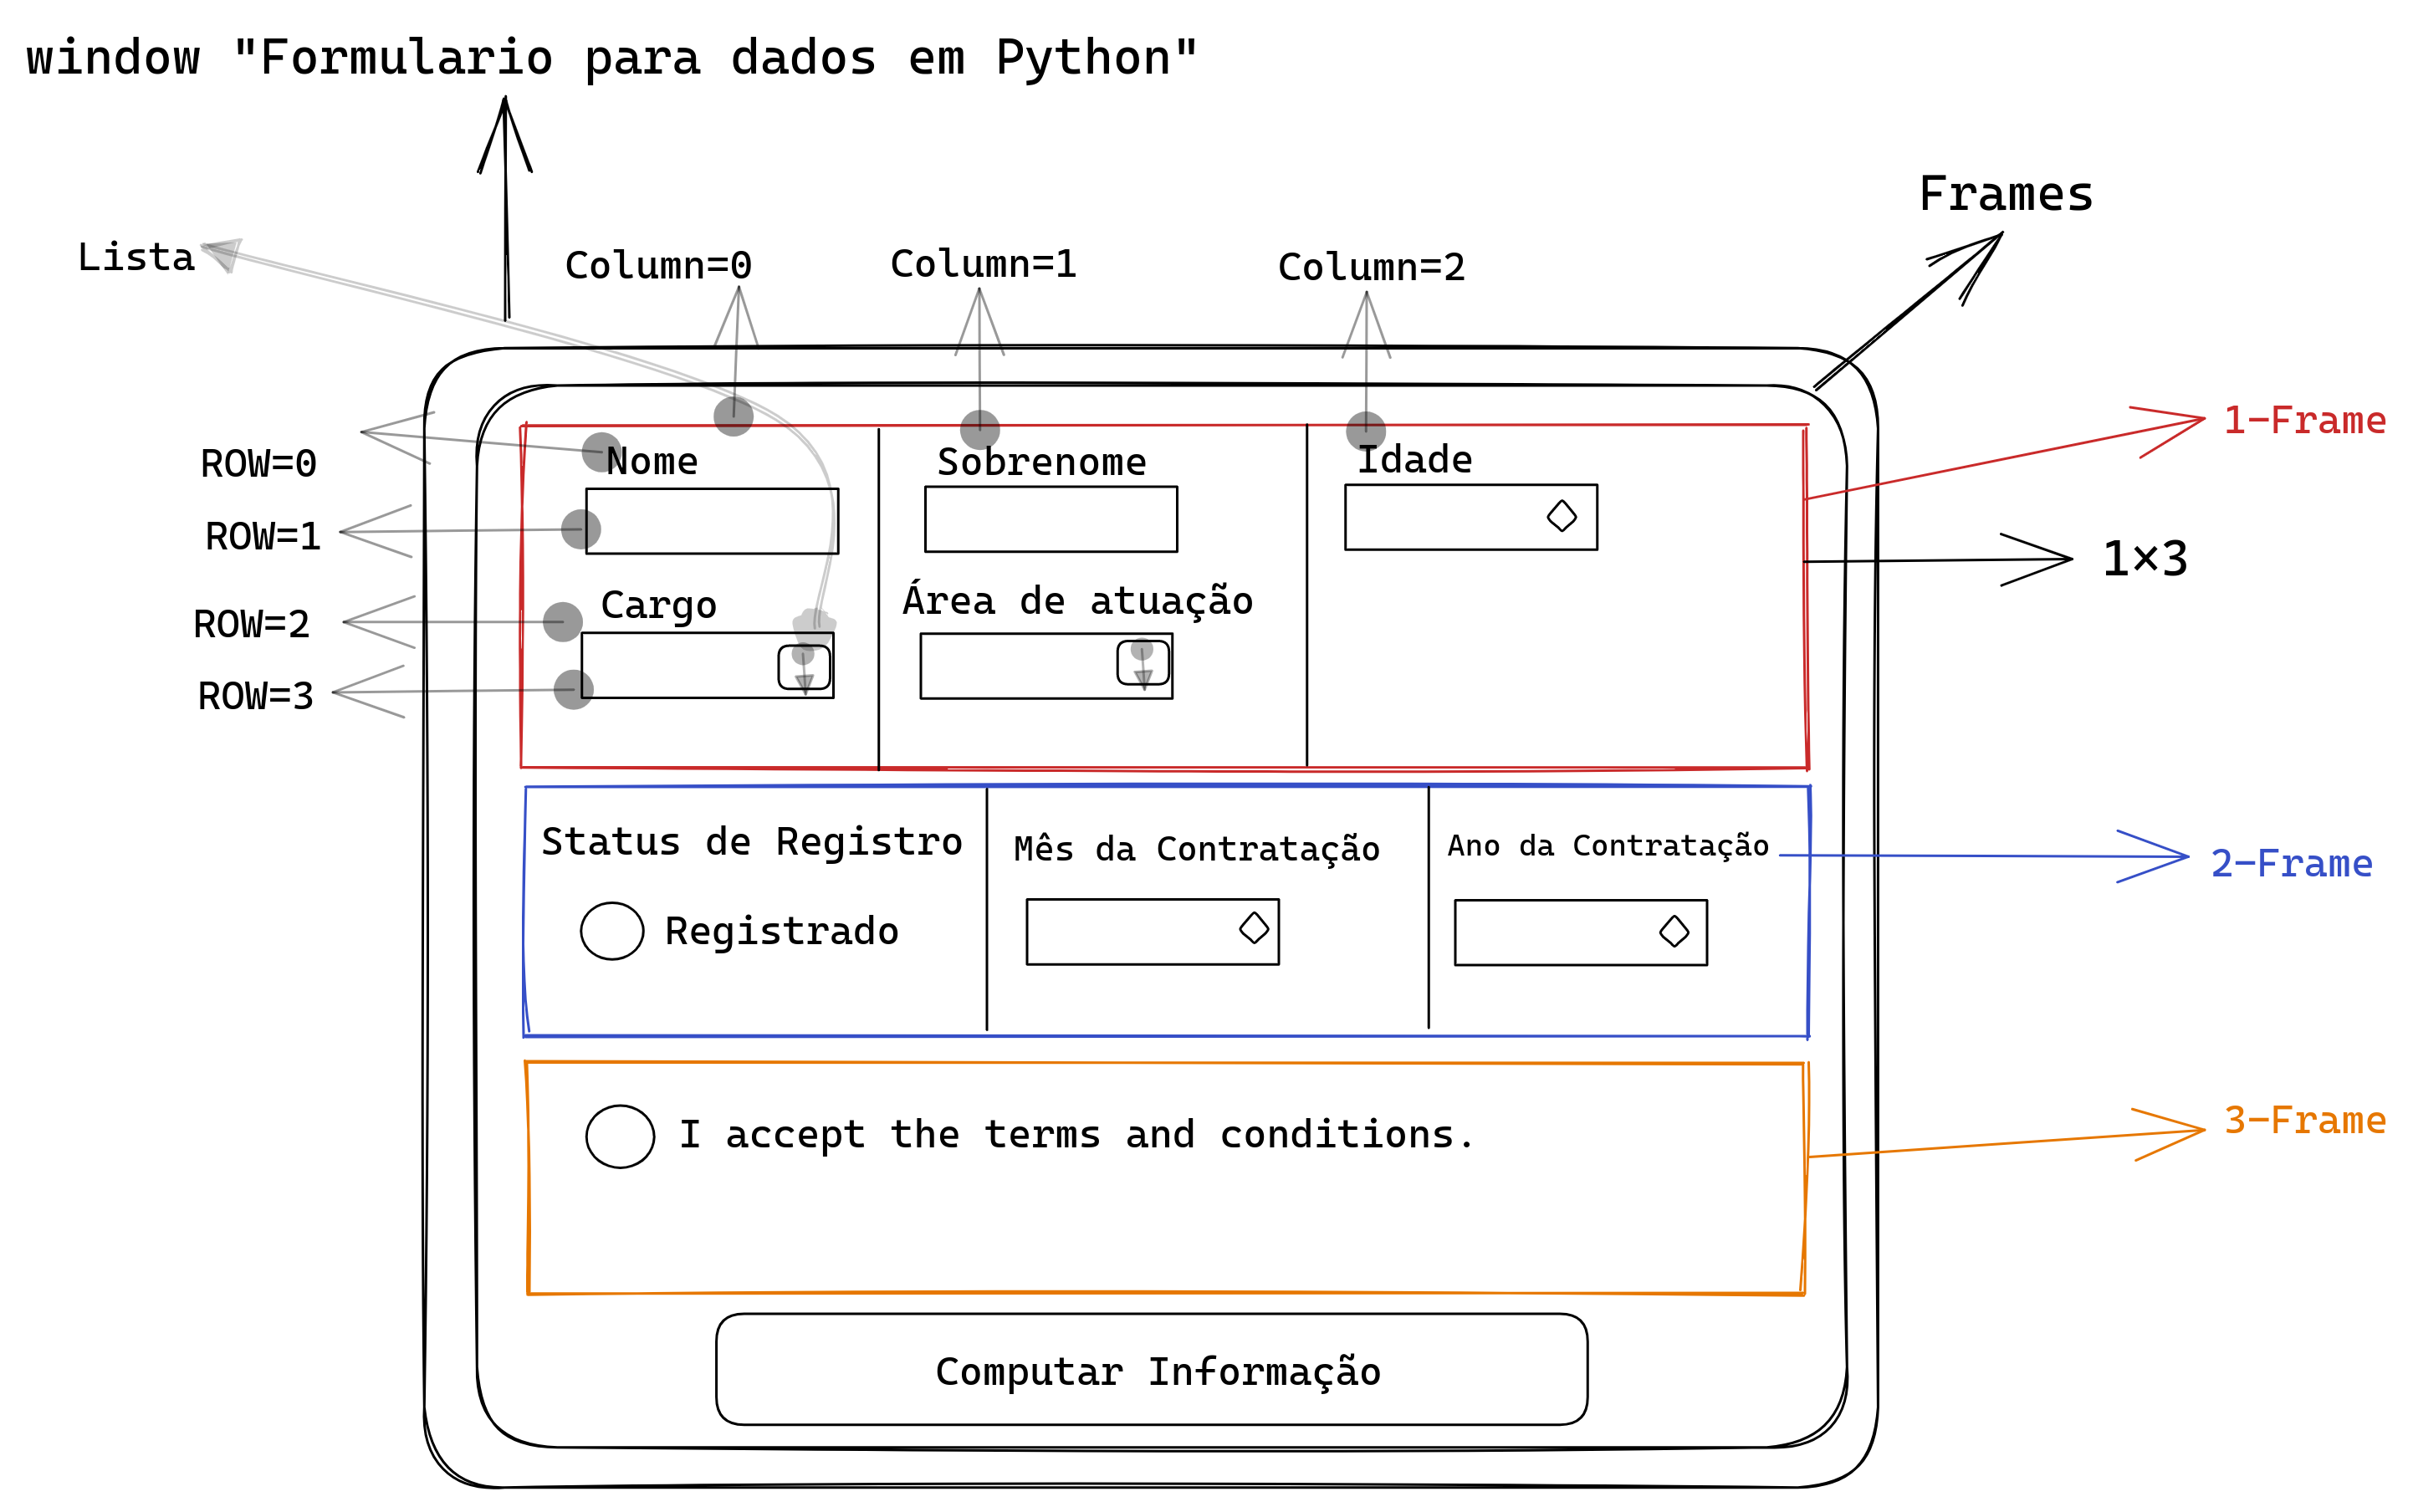 window "Formulario para dados em Python"
Frames
Lista
Column=0
Column=1
Column=2
1-Frame
ROW=0
Nome
Sobrenome
Idade
ROW=1
1×3
ROW=2
Cargo
Área de atuação
ROW=3
Status de Registro
Mês da Contratação
Ano da Contratação
2-Frame
Registrado
3-Frame
I accept the terms and conditions.
Computar Informação